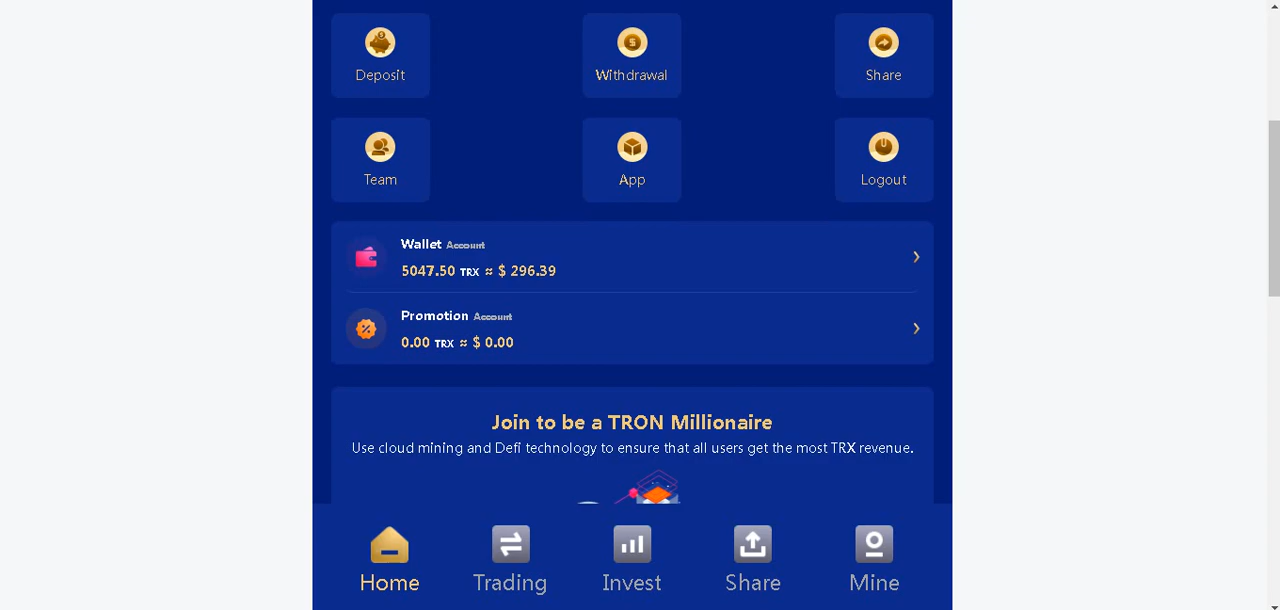 Deposit
Withdrawal
Share
Team
App
Logout
Wallet Account
5047.50 TRX ≈ $ 296.39
Promotion Account
0.00 TRX ≈ $ 0.00
Join to be a TRON Millionaire
Use cloud mining and Defi technology to ensure that all users get the most TRX revenue.
Home
Trading
Invest
Share
Mine